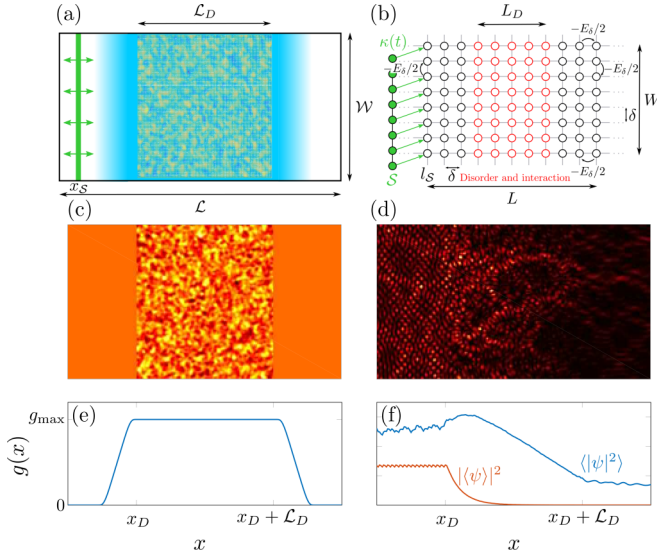 (a)
𝓛_D
𝒲
x_𝒮
𝓛
(b)
L_D
κ(t)
−E_δ/2
−E_δ/2
−E_δ/2
W
δ
−E_δ/2
𝒮
l_𝒮
δ
Disorder and interaction
L
(c)
(d)
(e)
g_max
g(x)
0
x_D
x_D + 𝓛_D
x
(f)
⟨|ψ|²⟩
|⟨ψ⟩|²
x_D
x_D + 𝓛_D
x